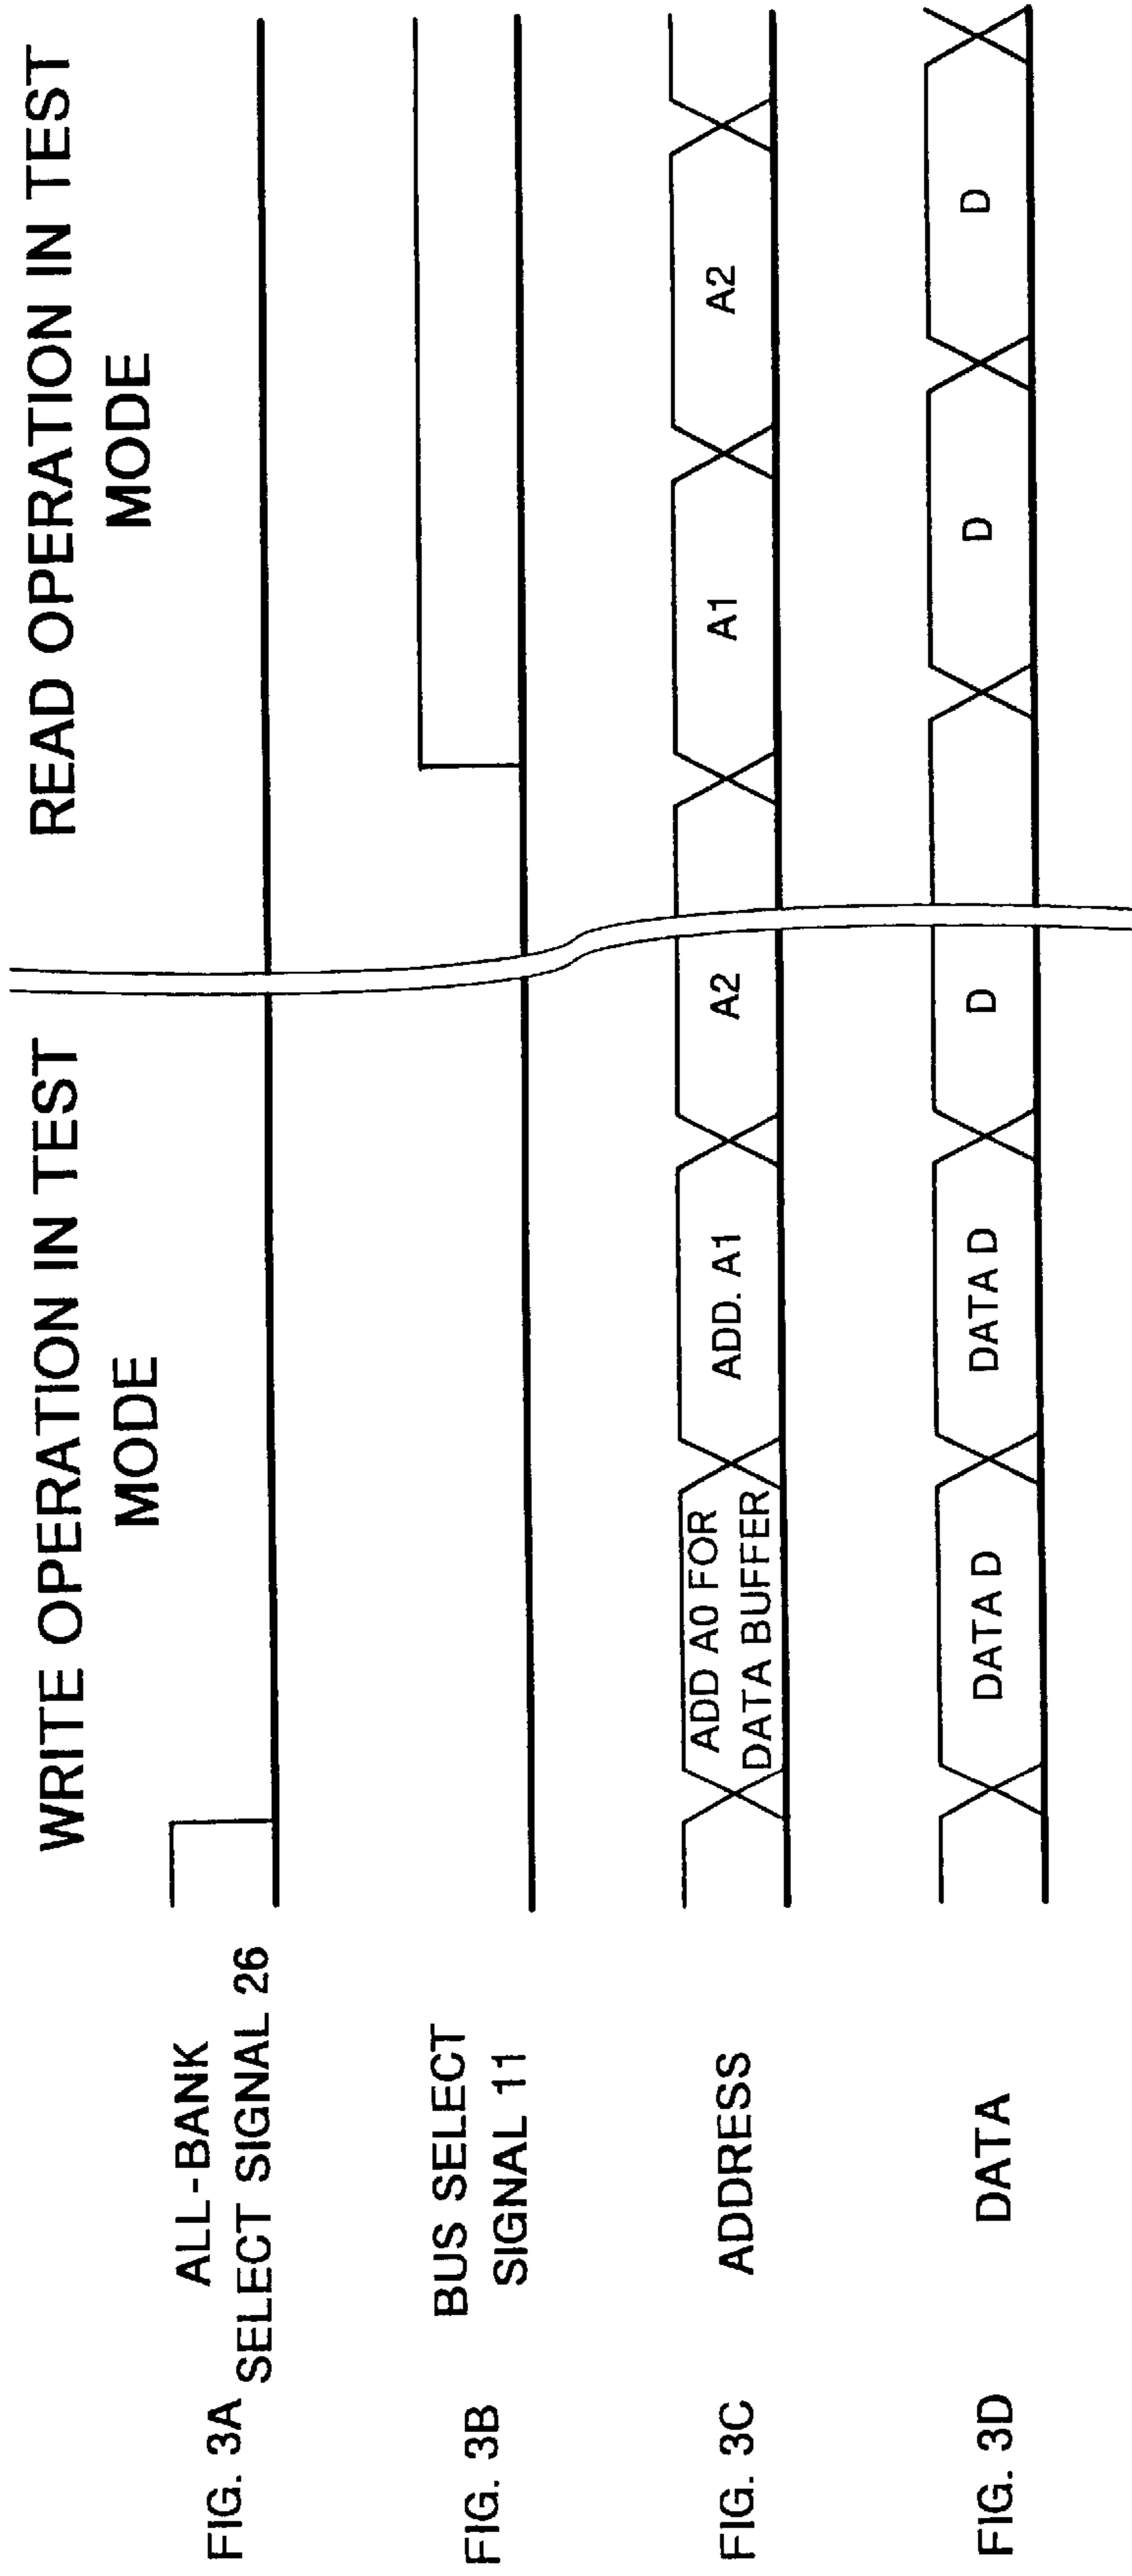 WRITE OPERATION IN TEST
MODE
READ OPERATION IN TEST
MODE
FIG. 3A
ALL-BANK
SELECT SIGNAL 26
FIG. 3B
BUS SELECT
SIGNAL 11
FIG. 3C
ADDRESS
ADD A0 FOR
DATA BUFFER
ADD. A1
A2
A1
A2
FIG. 3D
DATA
DATA D
DATA D
D
D
D